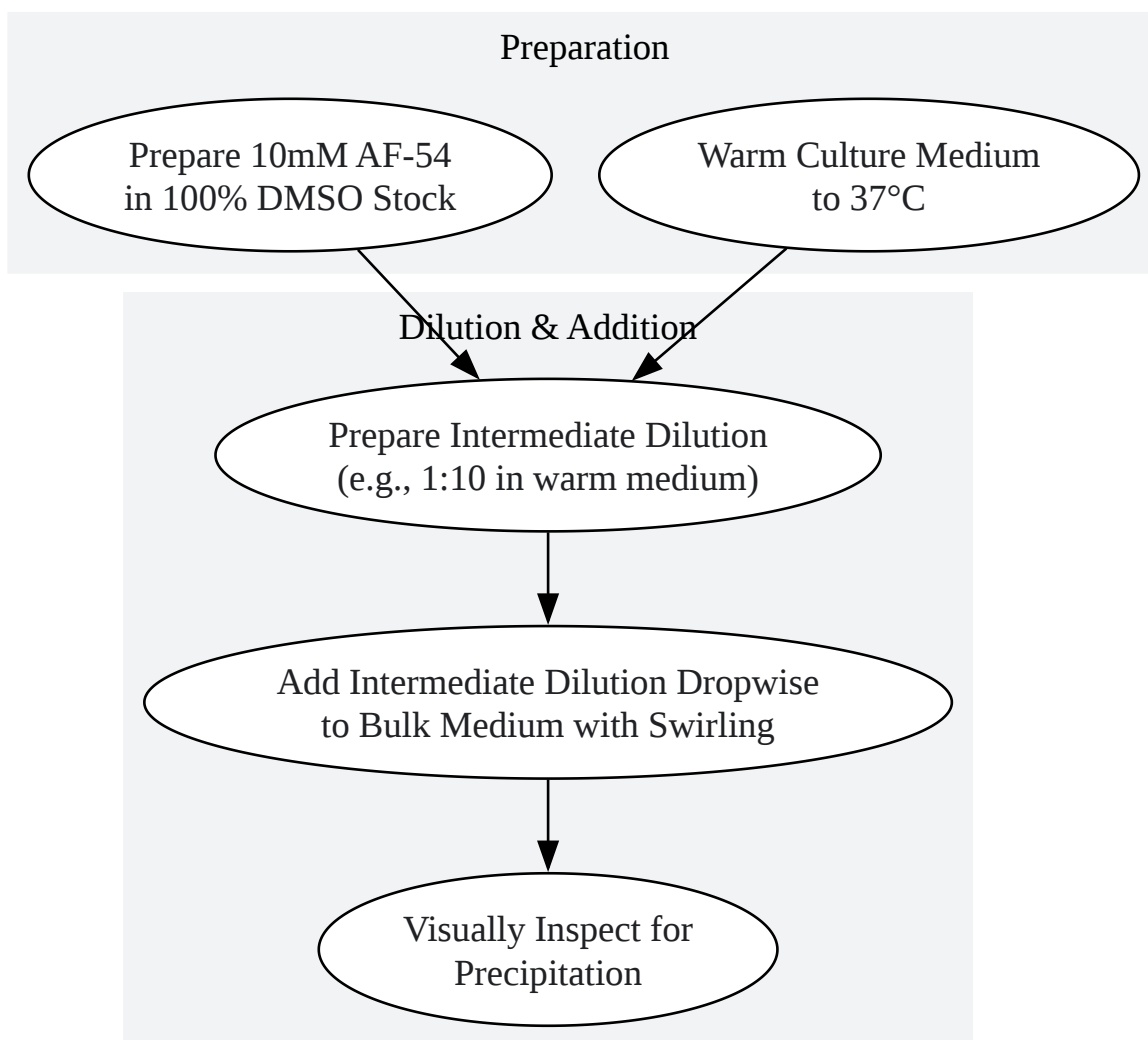 Preparation
Prepare 10mM AF-54
in 100% DMSO Stock
Warm Culture Medium
to 37°C
Dilution & Addition
Prepare Intermediate Dilution
(e.g., 1:10 in warm medium)
Add Intermediate Dilution Dropwise
to Bulk Medium with Swirling
Visually Inspect for
Precipitation